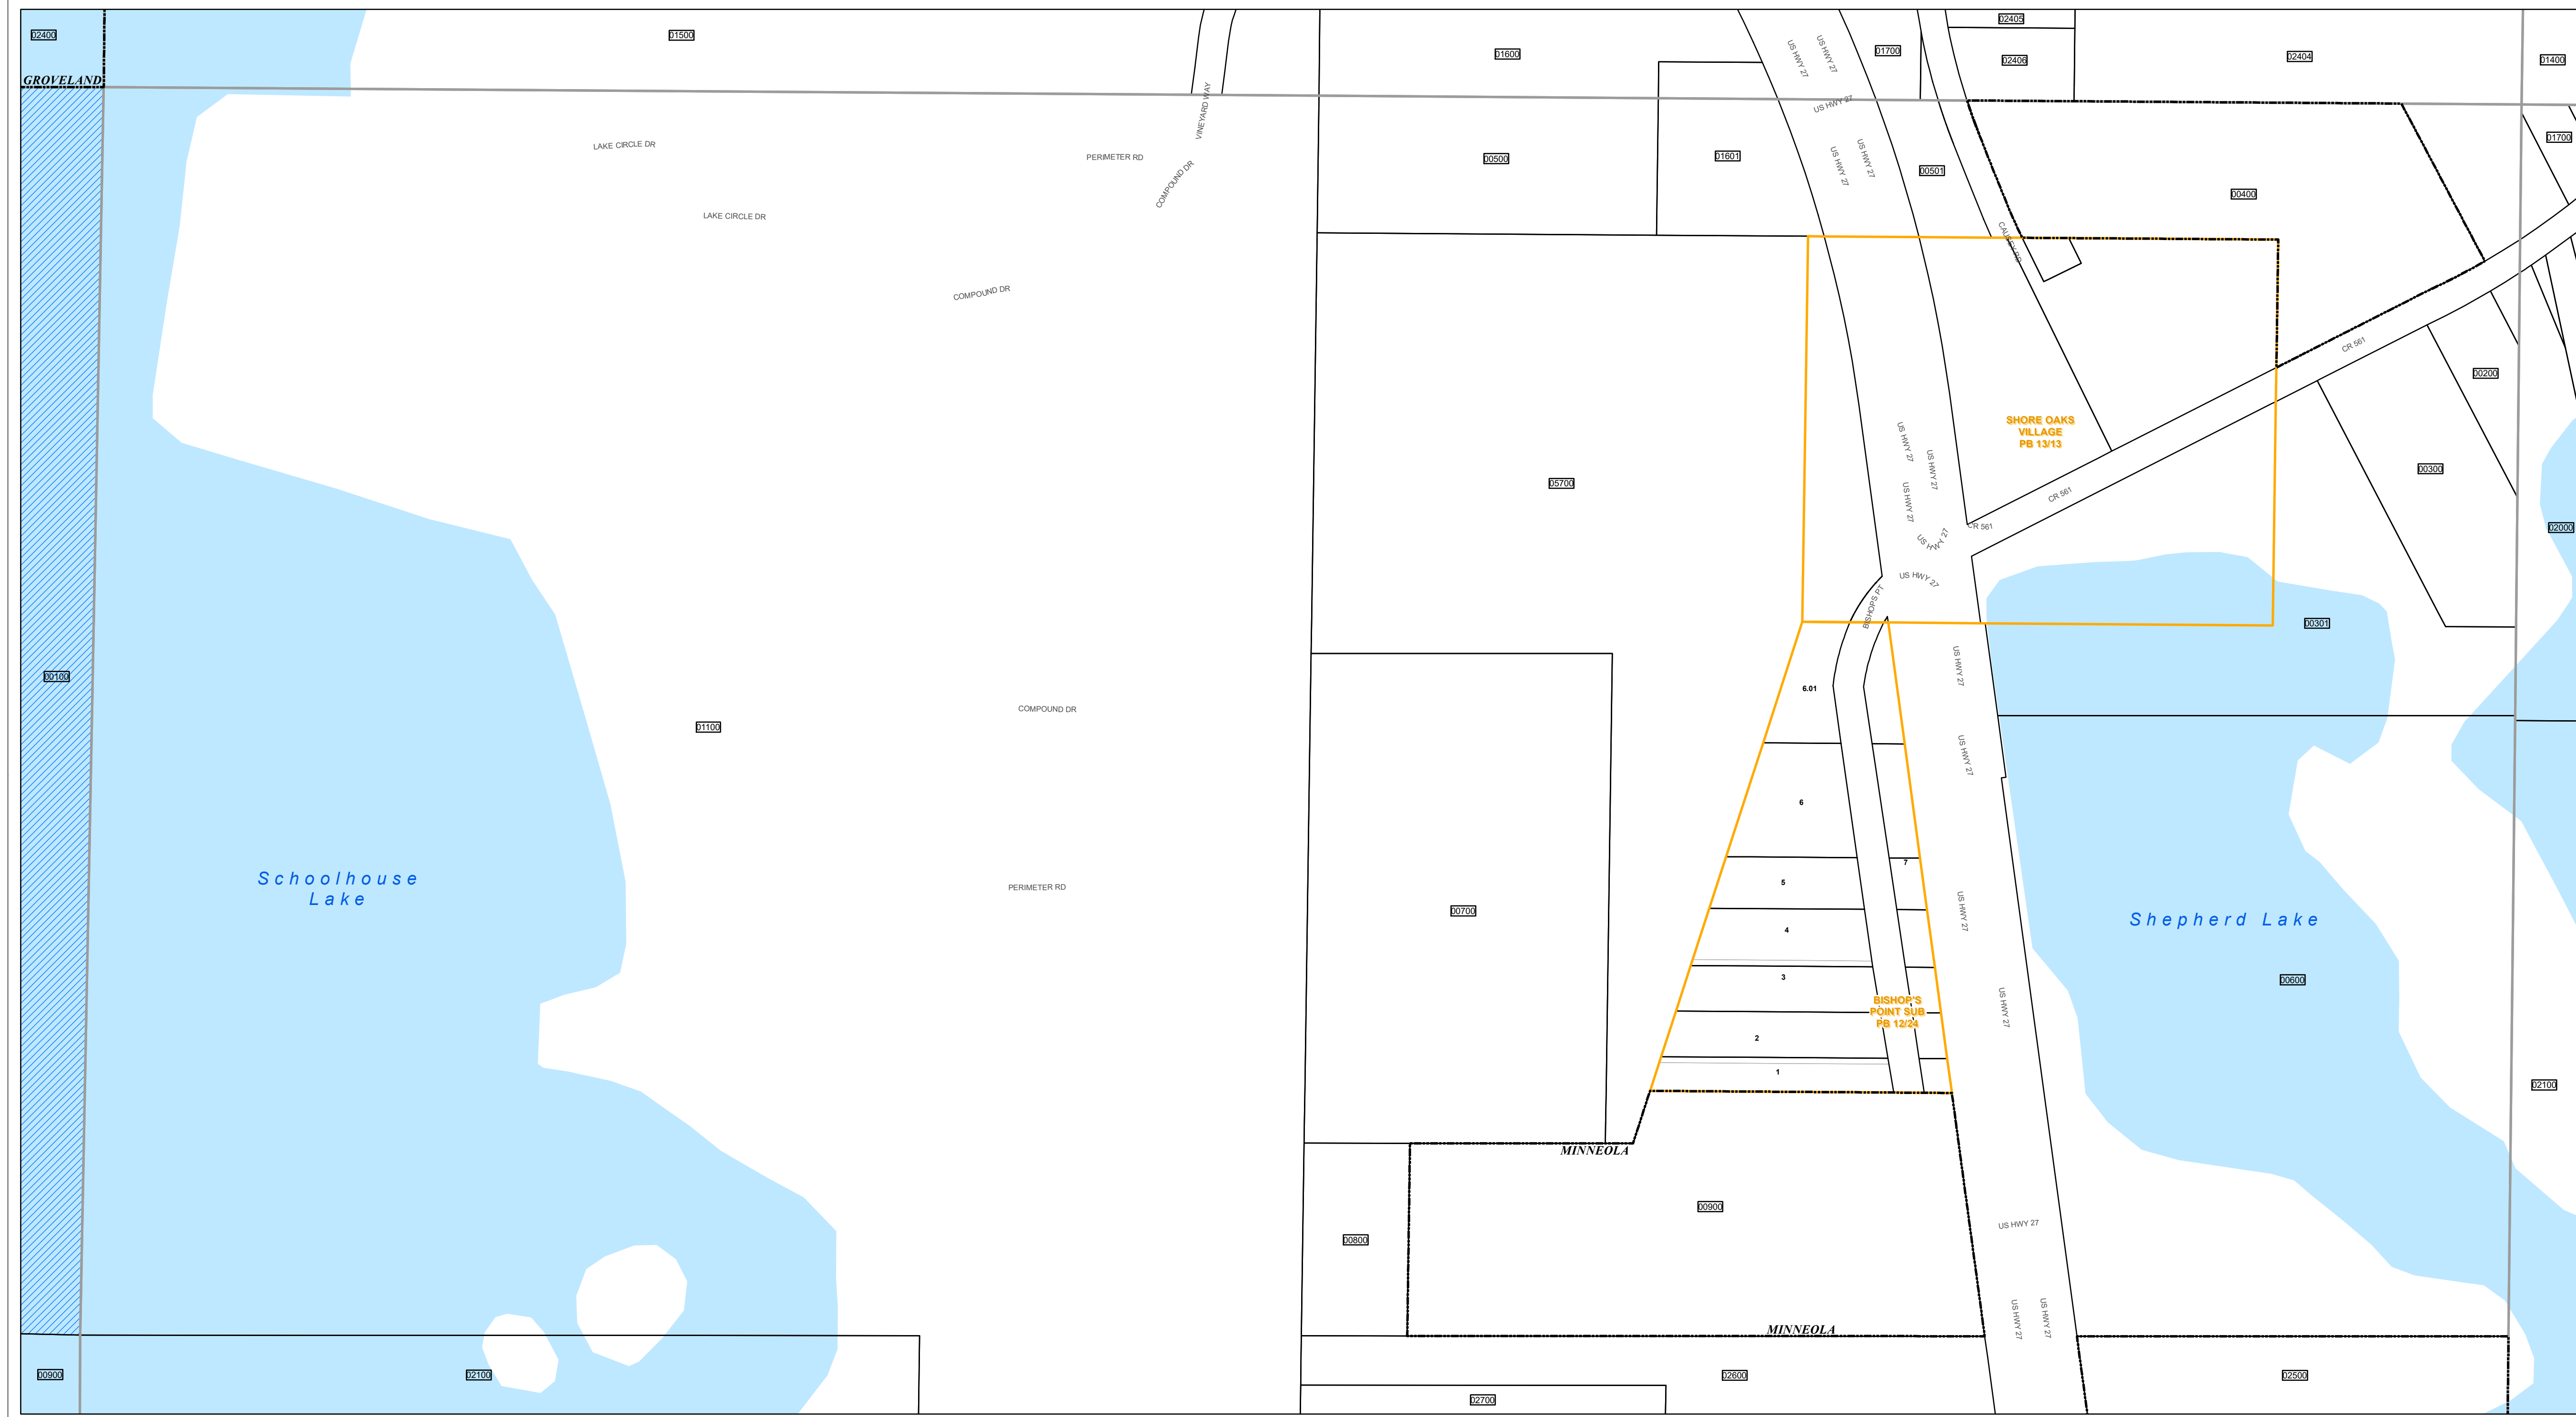 02400
01500
01600
01700
02405
02406
02404
01400
GROVELAND
US HWY 27
US HWY 27
US HWY 27
VINEYARD WAY
LAKE CIRCLE DR
PERIMETER RD
COMPOUND DR
00500
01601
US HWY 27
US HWY 27
00501
01700
00400
LAKE CIRCLE DR
CAUSEY RD
COMPOUND DR
CR 561
00200
SHORE OAKS
VILLAGE
PB 13/13
US HWY 27
US HWY 27
00300
05700
US HWY 27
CR 561
CR 561
02000
US HWY 27
US HWY 27
BISHOPS PT
00301
00100
US HWY 27
6.01
COMPOUND DR
01100
US HWY 27
6
7
Schoolhouse
Lake
5
PERIMETER RD
00700
US HWY 27
Shepherd Lake
4
3
00600
BISHOP'S
POINT SUB
PB 12/24
US HWY 27
2
1
02100
MINNEOLA
00900
US HWY 27
00800
MINNEOLA
US HWY 27
US HWY 27
00900
02100
02600
02500
02700